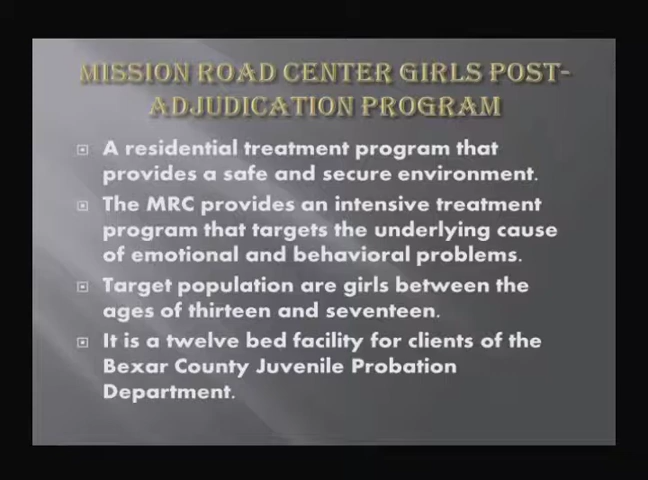 MISSION ROAD CENTER GIRLS POST-
ADJUDICATION PROGRAM
A residential treatment program that
provides a safe and secure environment.
The MRC provides an intensive treatment
program that targets the underlying cause
of emotional and behavioral problems.
Target population are girls between the
ages of thirteen and seventeen.
It is a twelve bed facility for clients of the
Bexar County Juvenile Probation
Department.